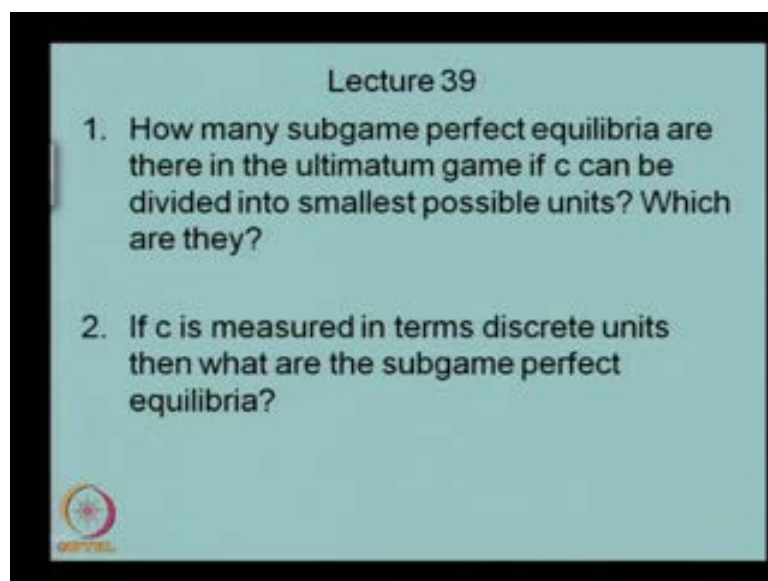 Lecture 39
1. How many subgame perfect equilibria are
there in the ultimatum game if c can be
divided into smallest possible units? Which
are they?
2. If c is measured in terms discrete units
then what are the subgame perfect
equilibria?
NPTEL